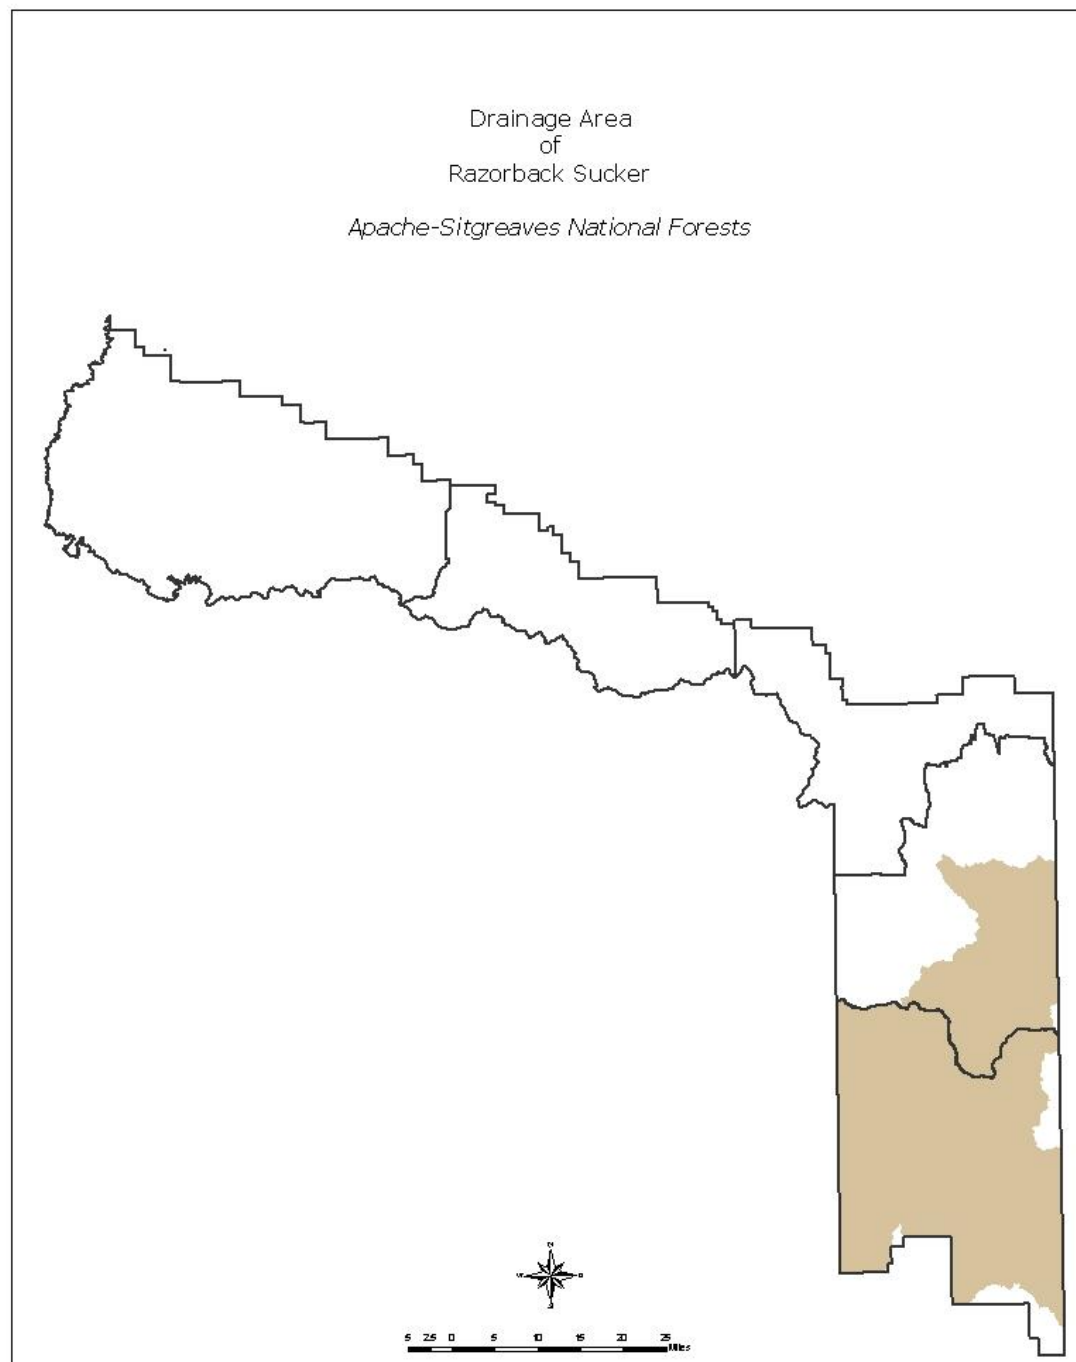 Drainage Area
of
Razorback Sucker
Apache-Sitgreaves National Forests
N
W E
S
5 2.5 0 5 10 15 20 25
Miles